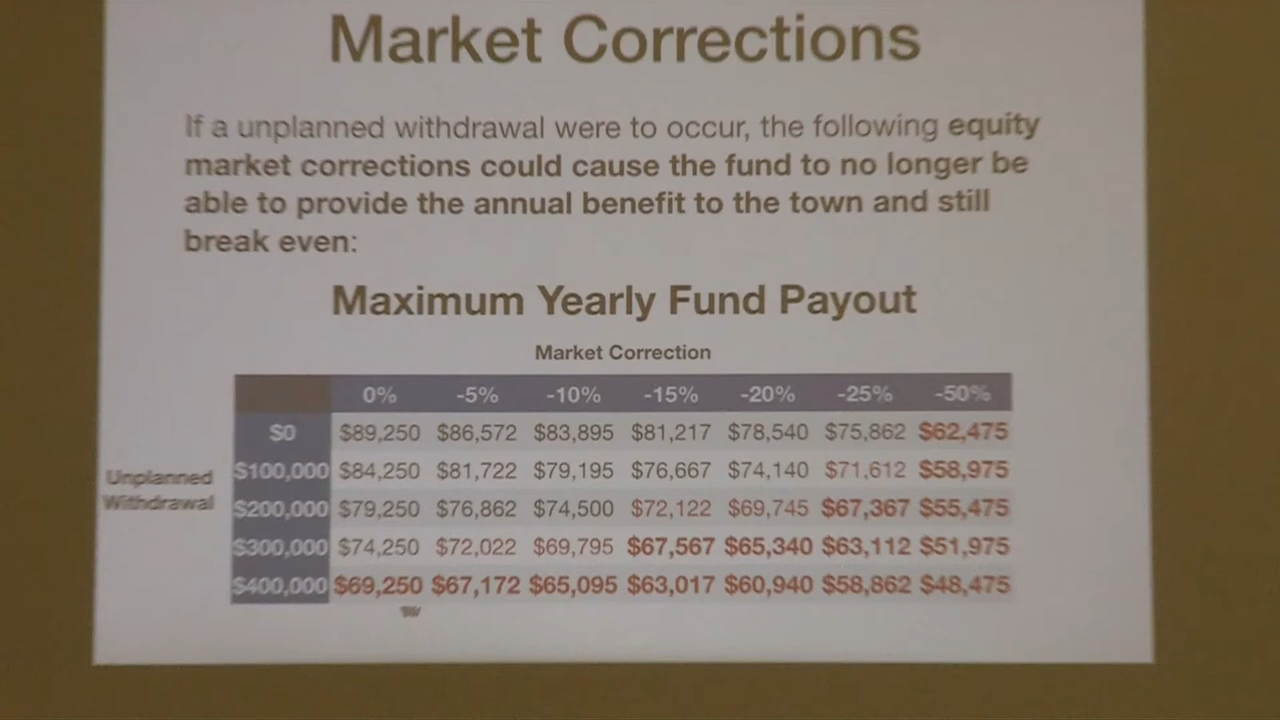 Market Corrections
If a unplanned withdrawal were to occur, the following equity
market corrections could cause the fund to no longer be
able to provide the annual benefit to the town and still
break even:
Maximum Yearly Fund Payout
Market Correction
0% -5% -10% -15% -20% -25% -50%
$0 $89,250 $86,572 $83,895 $81,217 $78,540 $75,862 $62,475
Unplanned
Withdrawal
$100,000 $84,250 $81,722 $79,195 $76,667 $74,140 $71,612 $58,975
$200,000 $79,250 $76,862 $74,500 $72,122 $69,745 $67,367 $55,475
$300,000 $74,250 $72,022 $69,795 $67,567 $65,340 $63,112 $51,975
$400,000 $69,250 $67,172 $65,095 $63,017 $60,940 $58,862 $48,475